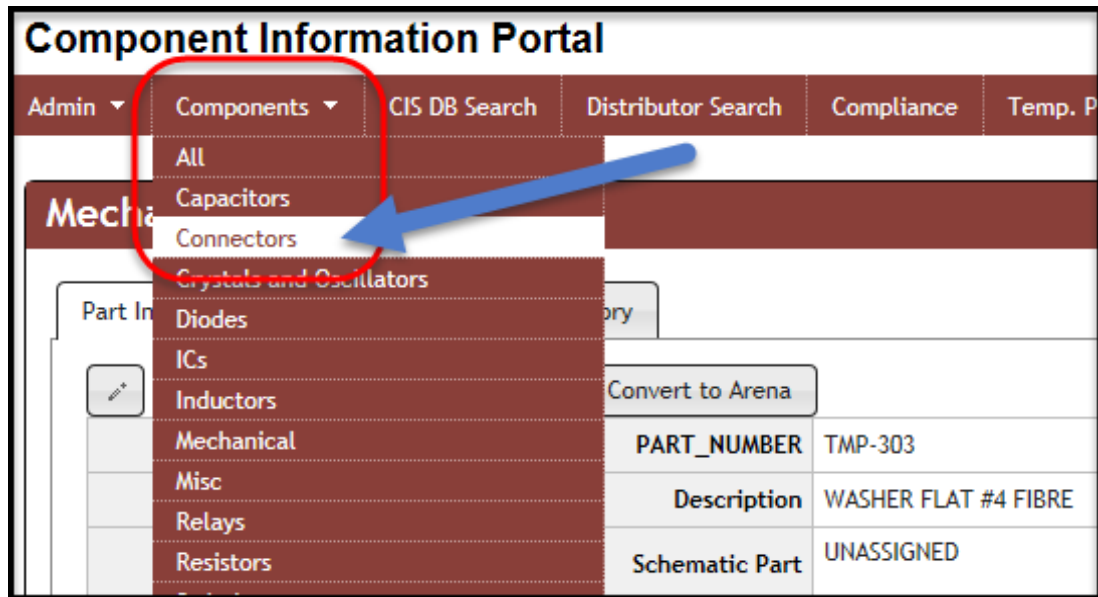 Component Information Portal
Admin Components CIS DB Search Distributor Search Compliance Temp. P
All
Capacitors
Connectors
Crystals and Oscillators
Diodes
ICs
Inductors
Mechanical
Misc
Relays
Resistors
Mecha
Part In
ory
Convert to Arena
PART_NUMBER TMP-303
Description WASHER FLAT #4 FIBRE
Schematic Part UNASSIGNED